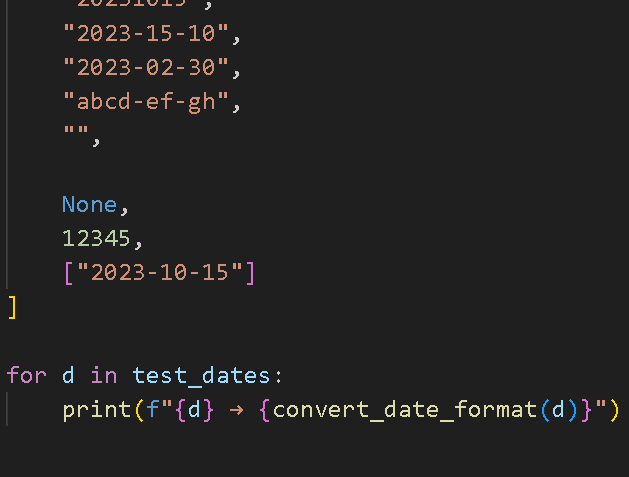 "20231015",
"2023-15-10",
"2023-02-30",
"abcd-ef-gh",
"",
None,
12345,
["2023-10-15"]
]
for d in test_dates:
print(f"{d} → {convert_date_format(d)}")